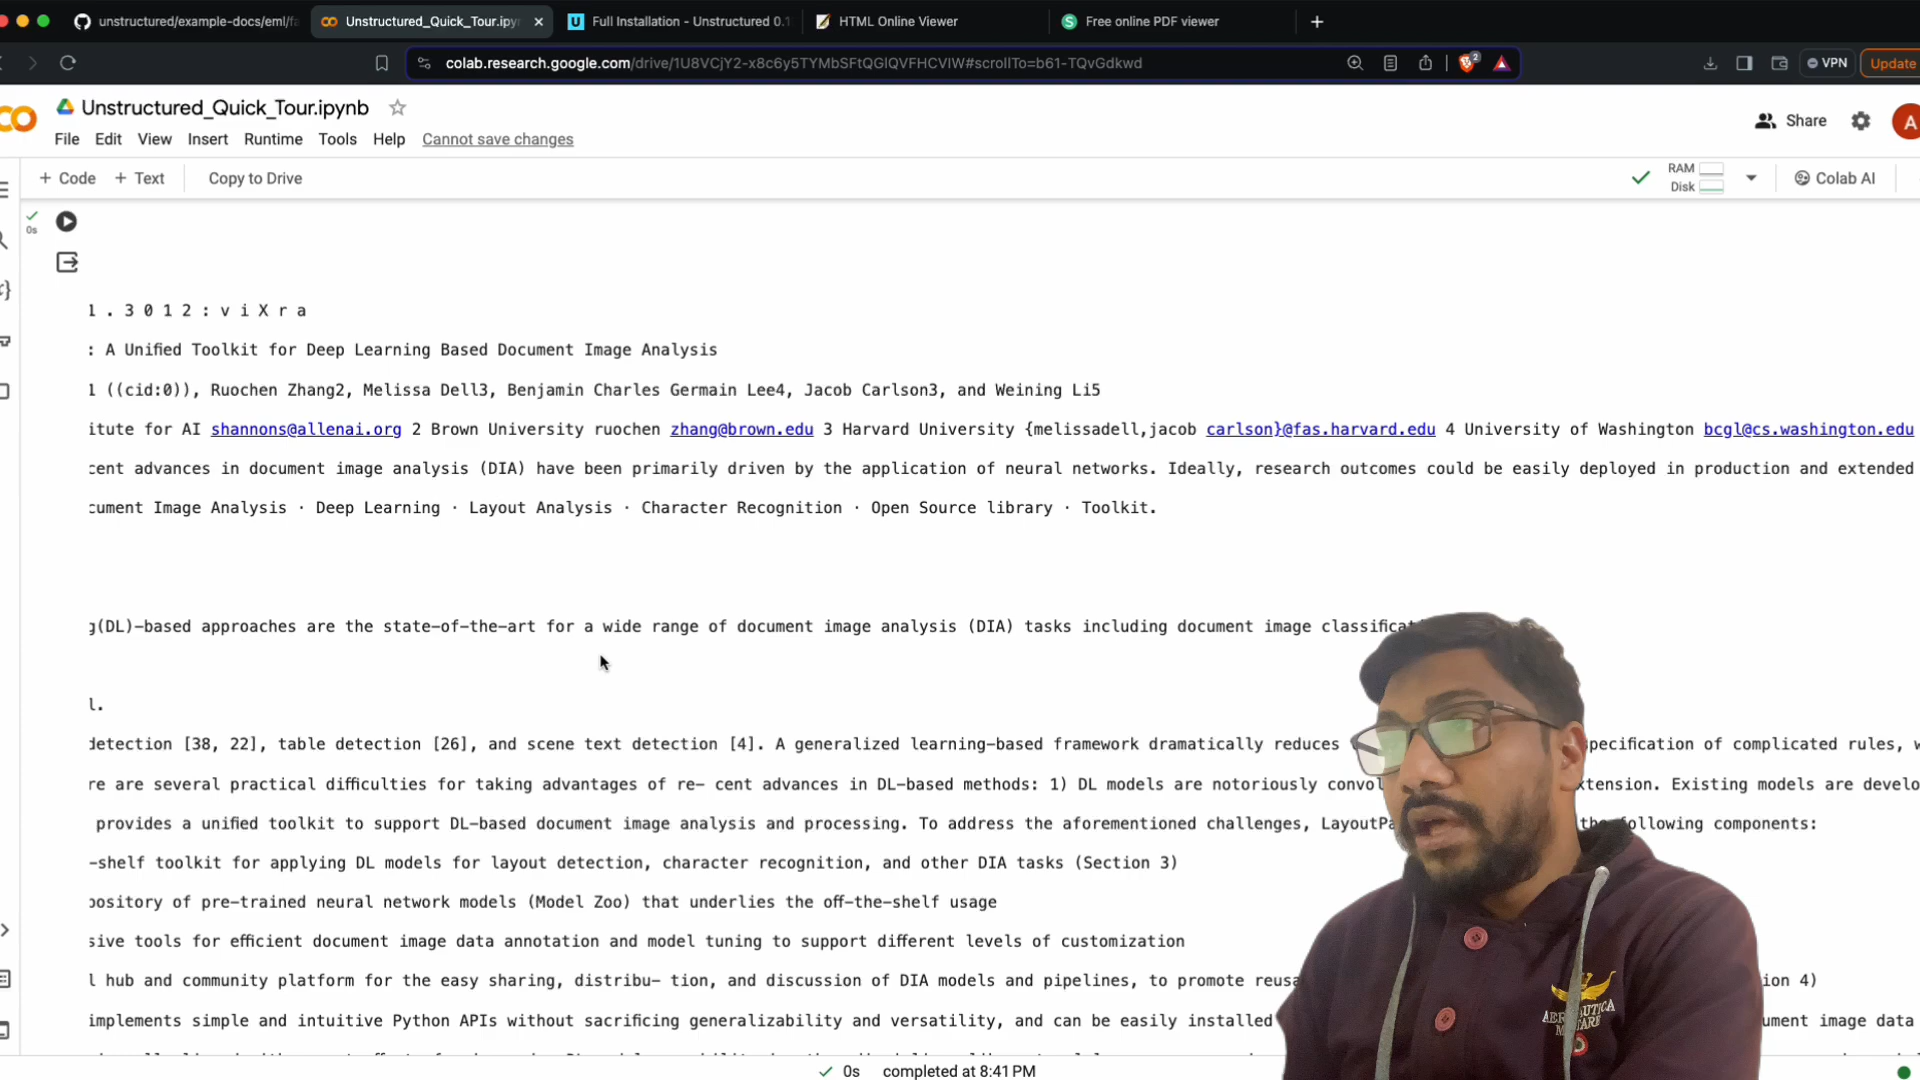 unstructured/example-docs/eml/fa
Unstructured_Quick_Tour.ipyn
Full Installation - Unstructured 0.1
HTML Online Viewer
Free online PDF viewer
colab.research.google.com/drive/1U8VCjY2-x8c6y5TYMbSFtQGlQVFHCVIW#scrollTo=b61-TQvGdkwd
2
VPN
Update
Unstructured_Quick_Tour.ipynb
Share
A
File Edit View Insert Runtime Tools Help Cannot save changes
+ Code + Text Copy to Drive
RAM
Disk
Colab AI
0s
1 . 3 0 1 2 : v i X r a
: A Unified Toolkit for Deep Learning Based Document Image Analysis
1 ((cid:0)), Ruochen Zhang2, Melissa Dell3, Benjamin Charles Germain Lee4, Jacob Carlson3, and Weining Li5
itute for AI shannons@allenai.org 2 Brown University ruochen zhang@brown.edu 3 Harvard University {melissadell,jacob carlson}@fas.harvard.edu 4 University of Washington bcgl@cs.washington.edu
cent advances in document image analysis (DIA) have been primarily driven by the application of neural networks. Ideally, research outcomes could be easily deployed in production and extended
cument Image Analysis · Deep Learning · Layout Analysis · Character Recognition · Open Source library · Toolkit.
g(DL)-based approaches are the state-of-the-art for a wide range of document image analysis (DIA) tasks including document image classificat
l.
detection [38, 22], table detection [26], and scene text detection [4]. A generalized learning-based framework dramatically reduces specification of complicated rules, w
re are several practical difficulties for taking advantages of re- cent advances in DL-based methods: 1) DL models are notoriously convol xtension. Existing models are develo
provides a unified toolkit to support DL-based document image analysis and processing. To address the aforementioned challenges, LayoutPa the following components:
-shelf toolkit for applying DL models for layout detection, character recognition, and other DIA tasks (Section 3)
pository of pre-trained neural network models (Model Zoo) that underlies the off-the-shelf usage
sive tools for efficient document image data annotation and model tuning to support different levels of customization
l hub and community platform for the easy sharing, distribu- tion, and discussion of DIA models and pipelines, to promote reusa ion 4)
implements simple and intuitive Python APIs without sacrificing generalizability and versatility, and can be easily installed ument image data
AERONAUTICA
MILITARE
0s completed at 8:41 PM